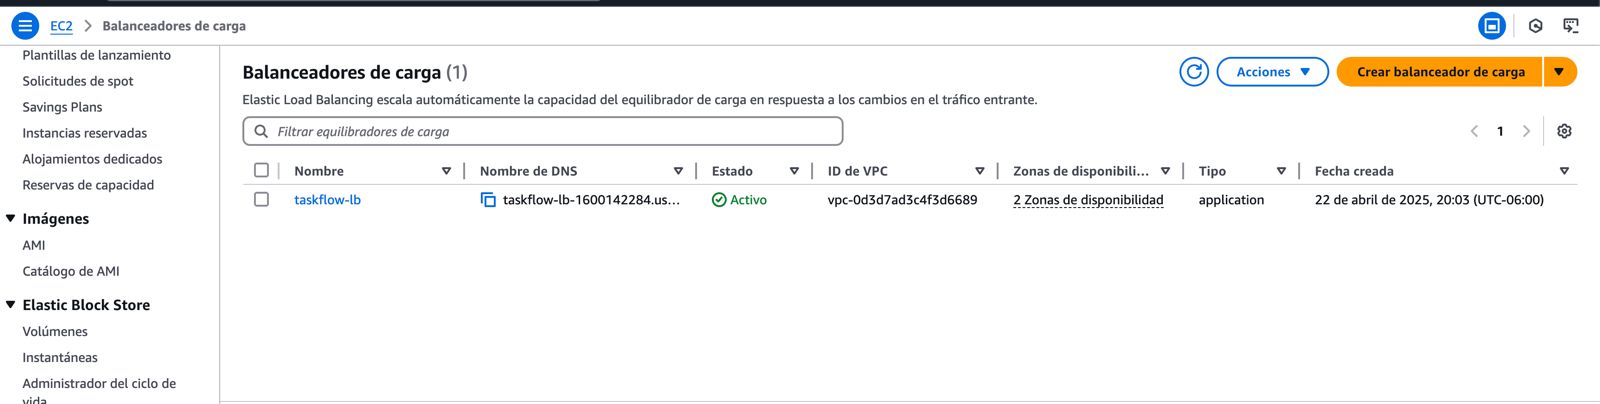 EC2 > Balanceadores de carga
Plantillas de lanzamiento
Solicitudes de spot
Savings Plans
Instancias reservadas
Alojamientos dedicados
Reservas de capacidad
Imágenes
AMI
Catálogo de AMI
Elastic Block Store
Volúmenes
Instantáneas
Administrador del ciclo de
vida
Balanceadores de carga (1)
Acciones
Crear balanceador de carga
Elastic Load Balancing escala automáticamente la capacidad del equilibrador de carga en respuesta a los cambios en el tráfico entrante.
Filtrar equilibradores de carga
1
Nombre Nombre de DNS Estado ID de VPC Zonas de disponibili... Tipo Fecha creada
taskflow-lb taskflow-lb-1600142284.us... Activo vpc-0d3d7ad3c4f3d6689 2 Zonas de disponibilidad application 22 de abril de 2025, 20:03 (UTC-06:00)